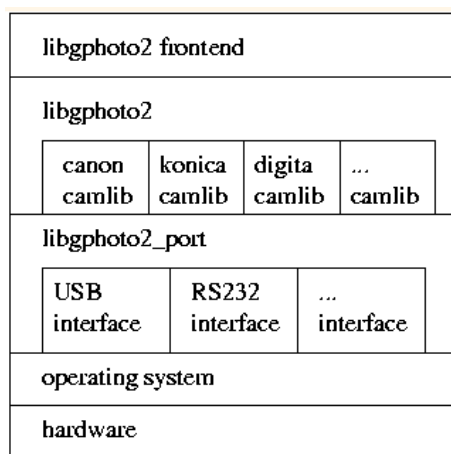 libgphoto2 frontend
libgphoto2
canon konica digita ...
camlib camlib camlib camlib
libgphoto2_port
USB RS232 ...
interface interface interface
operating system
hardware